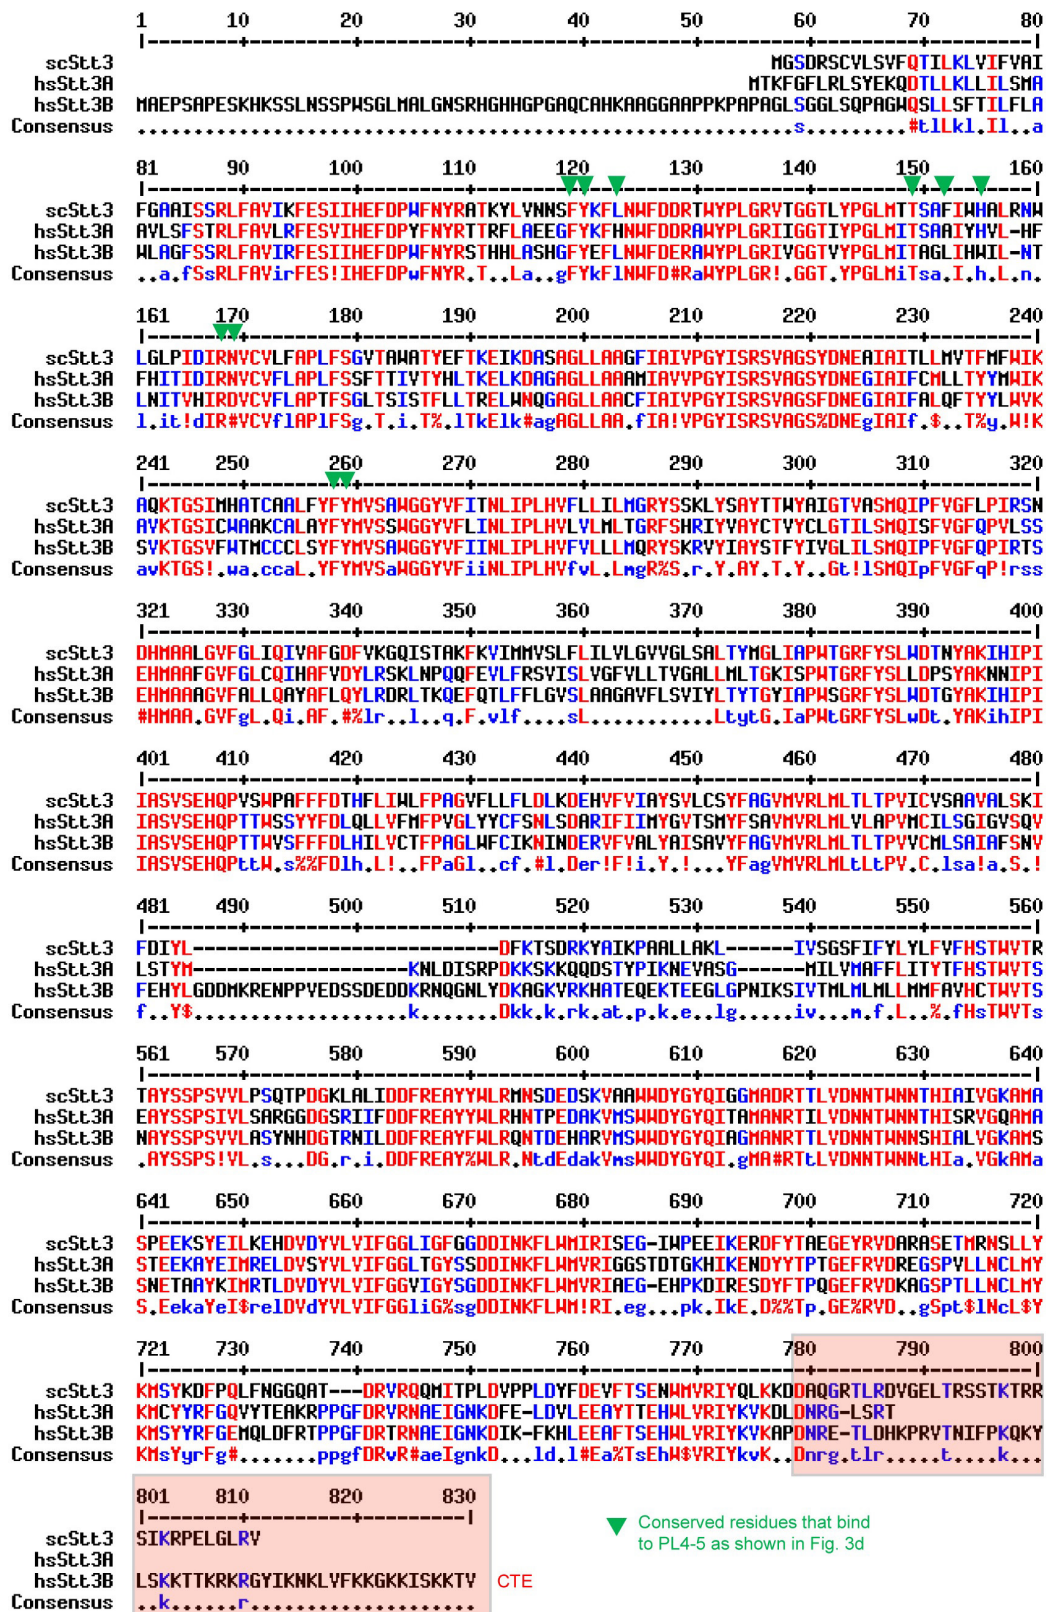 1 10 20 30 40 50 60 70 80
|--------+---------+---------+---------+---------+---------+---------+---------|
scStt3 MGSDRSCVLSVFQTILKLVIFVAI
hsStt3A MTKFGFLRLSYEKQDTLLKLLILSMA
hsStt3B MAEPSAPESKHKSSLNSSPWSGLMALGNSRHGHHGPGAQCAHKAAGGAAPPKPAPAGLSGGLSQPAGWQSLLSFTILFLA
Consensus ..........................................................s.........#tlLkl.Il..a
81 90 100 110 120 130 140 150 160
|--------+---------+---------+---------+---------+---------+---------+---------|
scStt3 FGAAISSRLFAVIKFESIIHEFDPWFNYRATKYLVNNSFYKFLNWFDDRTWYPLGRVTGGTLYPGLMTTSAFIWHALRNW
hsStt3A AVLSFSTRLFAVLRFESVIHEFDPYFNYRTTRFLAEEGFYKFHNWFDDRAWYPLGRIIGGTIYPGLMITSAAIYHVL-HF
hsStt3B WLAGFSSRLFAVIRFESIIHEFDPWFNYRSTHHLASHGFYEFLNWFDERAWYPLGRIVGGTVYPGLMITAGLIHWIL-NT
Consensus ..a.fSsRLFAVirFES!IHEFDPwFNYR.T..La..gFYkFlNWFD#RaWYPLGR!.GGT.YPGLMiTsa.I.h.L.n.
161 170 180 190 200 210 220 230 240
|--------+---------+---------+---------+---------+---------+---------+---------|
scStt3 LGLPIDIRNVCVLFAPLFSGVTAWATYEFTKEIKDASAGLLAAGFIAIVPGYISRSVAGSYDNEAIAITLLMVTFMFWIK
hsStt3A FHITIDIRNVCVFLAPLFSSFTTIVTYHLTKELKDAGAGLLAAAMIAVVPGYISRSVAGSYDNEGIAIFCMLLTYYMWIK
hsStt3B LNITVHIRDVCVFLAPTFSGLTSISTFLLTRELWNQGAGLLAACFIAIVPGYISRSVAGSFDNEGIAIFALQFTYYLWVK
Consensus l.it!dIR#VCVflAPlFSg.T.i.T%.lTkElk#agAGLLAA.fIA!VPGYISRSVAGS%DNEgIAIf.$..T%y.W!K
241 250 260 270 280 290 300 310 320
|--------+---------+---------+---------+---------+---------+---------+---------|
scStt3 AQKTGSIMHATCAALFYFYMVSAWGGYVFITNLIPLHVFLLILMGRYSSKLYSAYTTWYAIGTVASMQIPFVGFLPIRSN
hsStt3A AVKTGSICWAAKCALAYFYMVSSWGGYVFLINLIPLHVLVLMLTGRFSHRIYVAYCTVYCLGTILSMQISFVGFQPVLSS
hsStt3B SVKTGSVFWTMCCCLSYFYMVSAWGGYVFIINLIPLHVFVLLLMQRYSKRVYIAYSTFYIVGLILSMQIPFVGFQPIRTS
Consensus avKTGS!.wa.ccaL.YFYMVSaWGGYVFiiNLIPLHVfvL.LmgR%S.r.Y.AY.T.Y..Gt!lSMQIpFVGFqP!rss
321 330 340 350 360 370 380 390 400
|--------+---------+---------+---------+---------+---------+---------+---------|
scStt3 DHMAALGVFGLIQIVAFGDFVKGQISTAKFKVIMMVSLFLILVLGVVGLSALTYMGLIAPWTGRFYSLWDTNYAKIHIPI
hsStt3A EHMAAFGVFGLCQIHAFVDYLRSKLNPQQFEVLFRSVISLVGFVLLTVGALLMLTGKISPWTGRFYSLLDPSYAKNNIPI
hsStt3B EHMAAAGVFALLQAYAFLQYLRDRLTKQEFQTLFFLGVSLAAGAVFLSVIYLTYTGYIAPWSGRFYSLWDTGYAKIHIPI
Consensus #HMAA.GVFgL.Qi.AF.#%lr..l..q.F.vlf....sL..........LtytG.IaPWtGRFYSLwDt.YAKihIPI
401 410 420 430 440 450 460 470 480
|--------+---------+---------+---------+---------+---------+---------+---------|
scStt3 IASVSEHQPVSWPAFFFDTHFLIWLFPAGVFLLFLDLKDEHVFVIAYSVLCSYFAGVMVRLMLTLTPVICVSAAVALSKI
hsStt3A IASVSEHQPTTWSSYYFDLQLLVFMFPVGLYYCFSNLSDARIFIIMYGVTSMYFSAVMVRLMLVLAPVMCILSGIGVSQV
hsStt3B IASVSEHQPTTWVSFFFDLHILVCTFPAGLWFCIKNINDERVFVALYAISAVYFAGVMVRLMLTLTPVVCMLSAIAFSNV
Consensus IASVSEHQPttW.s%%FDlh.L!..FPaGl..cf.#l.Der!F!i.Y.!...YFagVMVRLMLtLtPV.C.lsa!a.S.!
481 490 500 510 520 530 540 550 560
|--------+---------+---------+---------+---------+---------+---------+---------|
scStt3 FDIYL---------------------------DFKTSDRKYAIKPAALLAKL------IVSGSFIFYLYLFVFHSTWVTR
hsStt3A LSTYM-------------------KNLDISRPDKKSKKQQDSTYPIKNEVASG------MILVMAFFLITYTFHSTWVTS
hsStt3B FEHYLGDDMKRENPPVEDSSDEDDKRNQGNLYDKAGKVRKHATEQEKTEEGLGPNIKSIVTMLMLMLLMMFAVHCTWVTS
Consensus f..Y$...................k.......Dkk.k.rk.at.p.k.e..lg.....iv...m.f.L..%.fHsTWVTs
561 570 580 590 600 610 620 630 640
|--------+---------+---------+---------+---------+---------+---------+---------|
scStt3 TAYSSPSVVLPSQTPDGKLALIDDFREAYYWLRMNSDEDSKVAAWWDYGYQIGGMADRTTLVDNNTWNNTHIAIVGKAMA
hsStt3A EAYSSPSIVLSARGGDGSRIIFDDFREAYYWLRHNTPEDAKVMSWWDYGYQITAMANRTILVDNNTWNNTHISRVGQAMA
hsStt3B NAYSSPSVVLASYNHDGTRNILDDFREAYFWLRQNTDEHARVMSWWDYGYQIAGMANRTTLVDNNTWNNSHIALVGKAMS
Consensus .AYSSPS!VL.s...DG.r.i.DDFREAY%WLR.NtdEdakVmsWWDYGYQI.gMA#RTtLVDNNTWNNtHIa.VGkAMa
641 650 660 670 680 690 700 710 720
|--------+---------+---------+---------+---------+---------+---------+---------|
scStt3 SPEEKSYEILKEHDVDYVLVIFGGLIGFGGDDINKFLWMIRISEG-IWPEEIKERDFYTAEGEYRVDARASETMRNSLLY
hsStt3A STEEKAYEIMRELDVSYVLVIFGGLTGYSSDDINKFLWMVRIGGSTDTGKHIKENDYYTPTGEFRVDREGSPVLLNCLMY
hsStt3B SNETAAYKIMRTLDVDYVLVIFGGVIGYSGDDINKFLWMVRIAEG-EHPKDIRESDYFTPQGEFRVDKAGSPTLLNCLMY
Consensus S.EekaYeI$relDVdYVLVIFGGliG%sgDDINKFLWM!RI.eg...pk.IkE.D%%Tp.GE%RVD..gSpt$lNcL$Y
721 730 740 750 760 770 780 790 800
|--------+---------+---------+---------+---------+---------+---------+---------|
scStt3 KMSYKDFPQLFNGGQAT---DRVRQQMITPLDVPPLDYFDEVFTSENWMVRIYQLKKDDAQGRTLRDVGELTRSSTKTRR
hsStt3A KMCYYRFGQVYTEAKRPPGFDRVRNAEIGNKDFE-LDVLEEAYTTEHWLVRIYKVKDLDNRG-LSRT
hsStt3B KMSYYRFGEMQLDFRTPPGFDRTRNAEIGNKDIK-FKHLEEAFTSEHWLVRIYKVKAPDNRE-TLDHKPRVTNIFPKQKY
Consensus KMsYyrFg#......ppgfDRvR#aeIgnkD...ld.l#Ea%TsEhW$VRIYkvK..Dnrg.tlr.....t....k...
801 810 820 830
|--------+---------+---------+
scStt3 SIKRPELGLRV
hsStt3A
hsStt3B LSKKTTKRKRGYIKNKLVFKKGKKISKKTV
CTE
Consensus ..k......r....................
Conserved residues that bind
to PL4-5 as shown in Fig. 3d